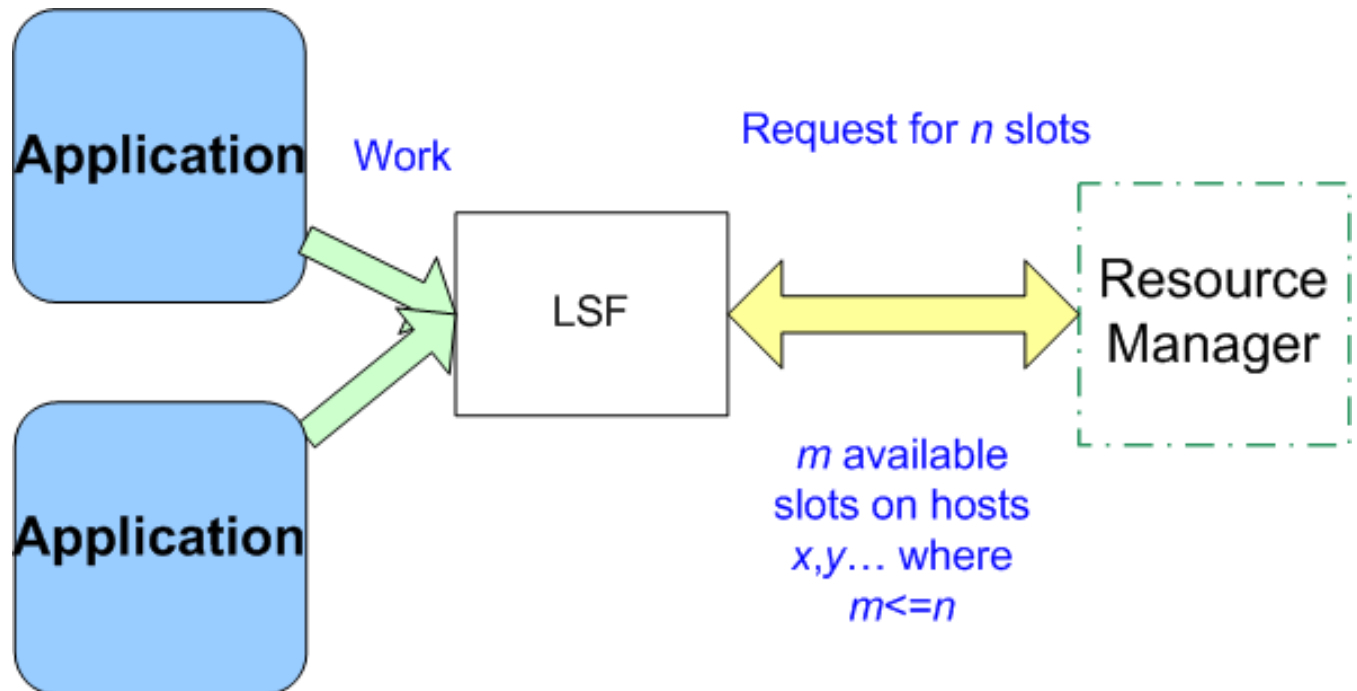 Application
Work
Request for n slots
LSF
Resource
Manager
m available
slots on hosts
x,y… where
m<=n
Application